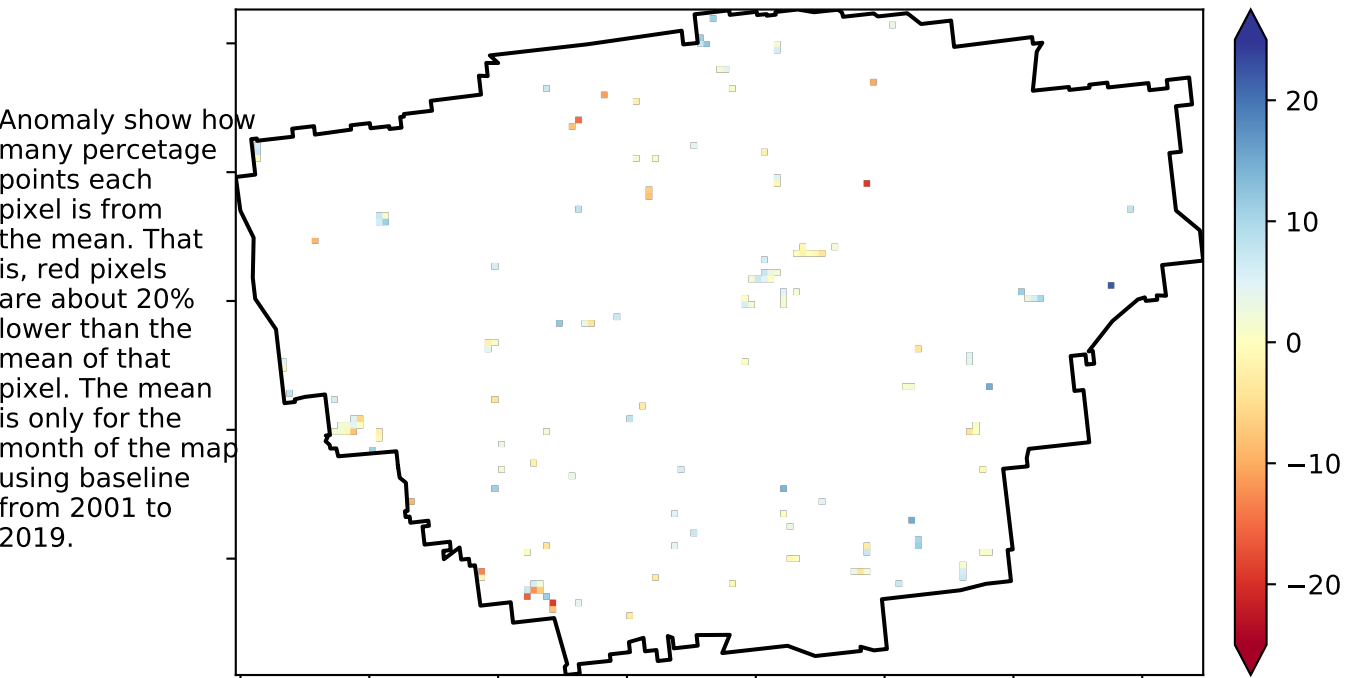 Anomaly show how
many percetage
points each
pixel is from
the mean. That
is, red pixels
are about 20%
lower than the
mean of that
pixel. The mean
is only for the
month of the map
using baseline
from 2001 to
2019.
20
10
0
−10
−20